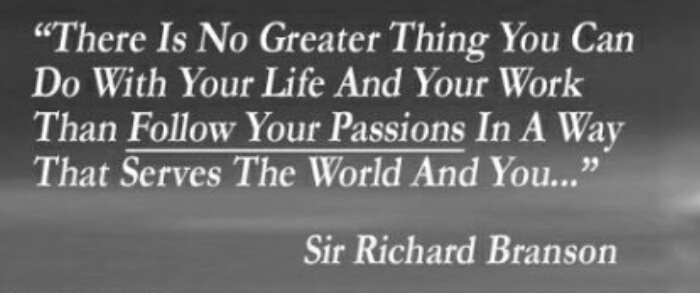 “There Is No Greater Thing You Can
Do With Your Life And Your Work
Than Follow Your Passions In A Way
That Serves The World And You...”
Sir Richard Branson